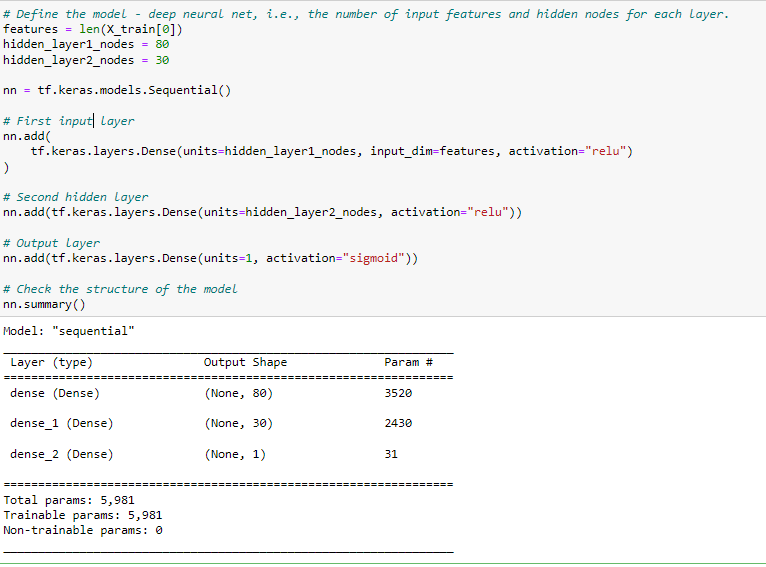 # Define the model - deep neural net, i.e., the number of input features and hidden nodes for each layer.
features = len(X_train[0])
hidden_layer1_nodes = 80
hidden_layer2_nodes = 30
nn = tf.keras.models.Sequential()
# First input layer
nn.add(
    tf.keras.layers.Dense(units=hidden_layer1_nodes, input_dim=features, activation="relu")
)
# Second hidden layer
nn.add(tf.keras.layers.Dense(units=hidden_layer2_nodes, activation="relu"))
# Output layer
nn.add(tf.keras.layers.Dense(units=1, activation="sigmoid"))
# Check the structure of the model
nn.summary()
Model: "sequential"
_________________________________________________________________
Layer (type) Output Shape Param #
=================================================================
dense (Dense) (None, 80) 3520
dense_1 (Dense) (None, 30) 2430
dense_2 (Dense) (None, 1) 31
=================================================================
Total params: 5,981
Trainable params: 5,981
Non-trainable params: 0
_________________________________________________________________